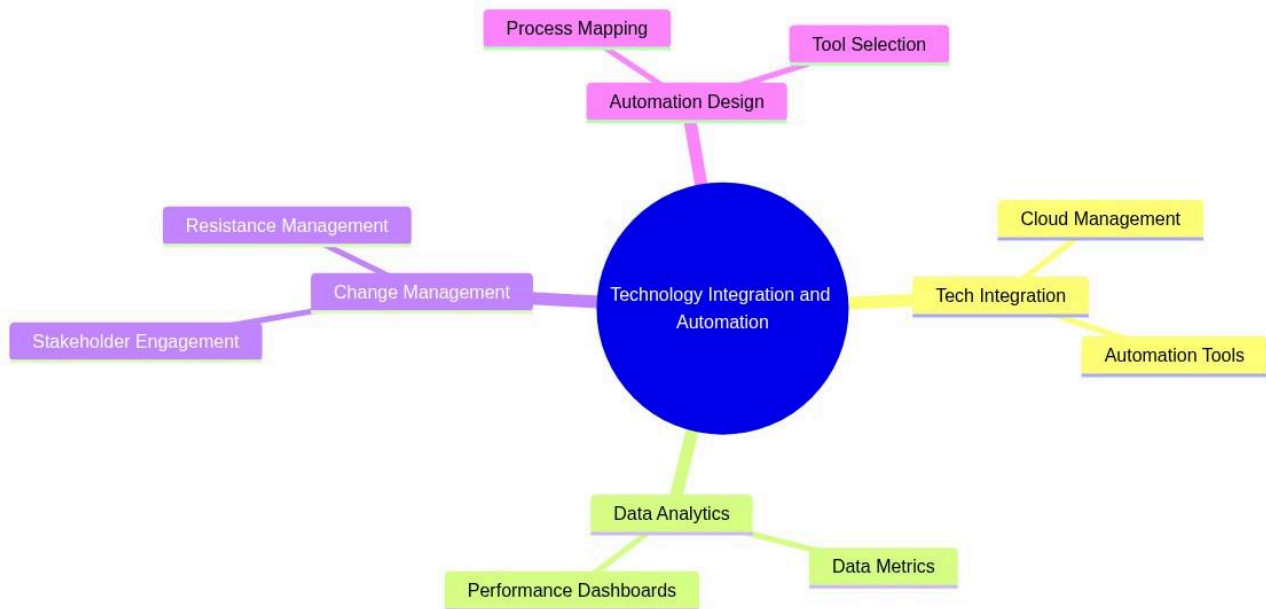 Process Mapping
Tool Selection
Automation Design
Resistance Management
Cloud Management
Change Management
Technology Integration and
Automation
Tech Integration
Stakeholder Engagement
Automation Tools
Data Analytics
Data Metrics
Performance Dashboards